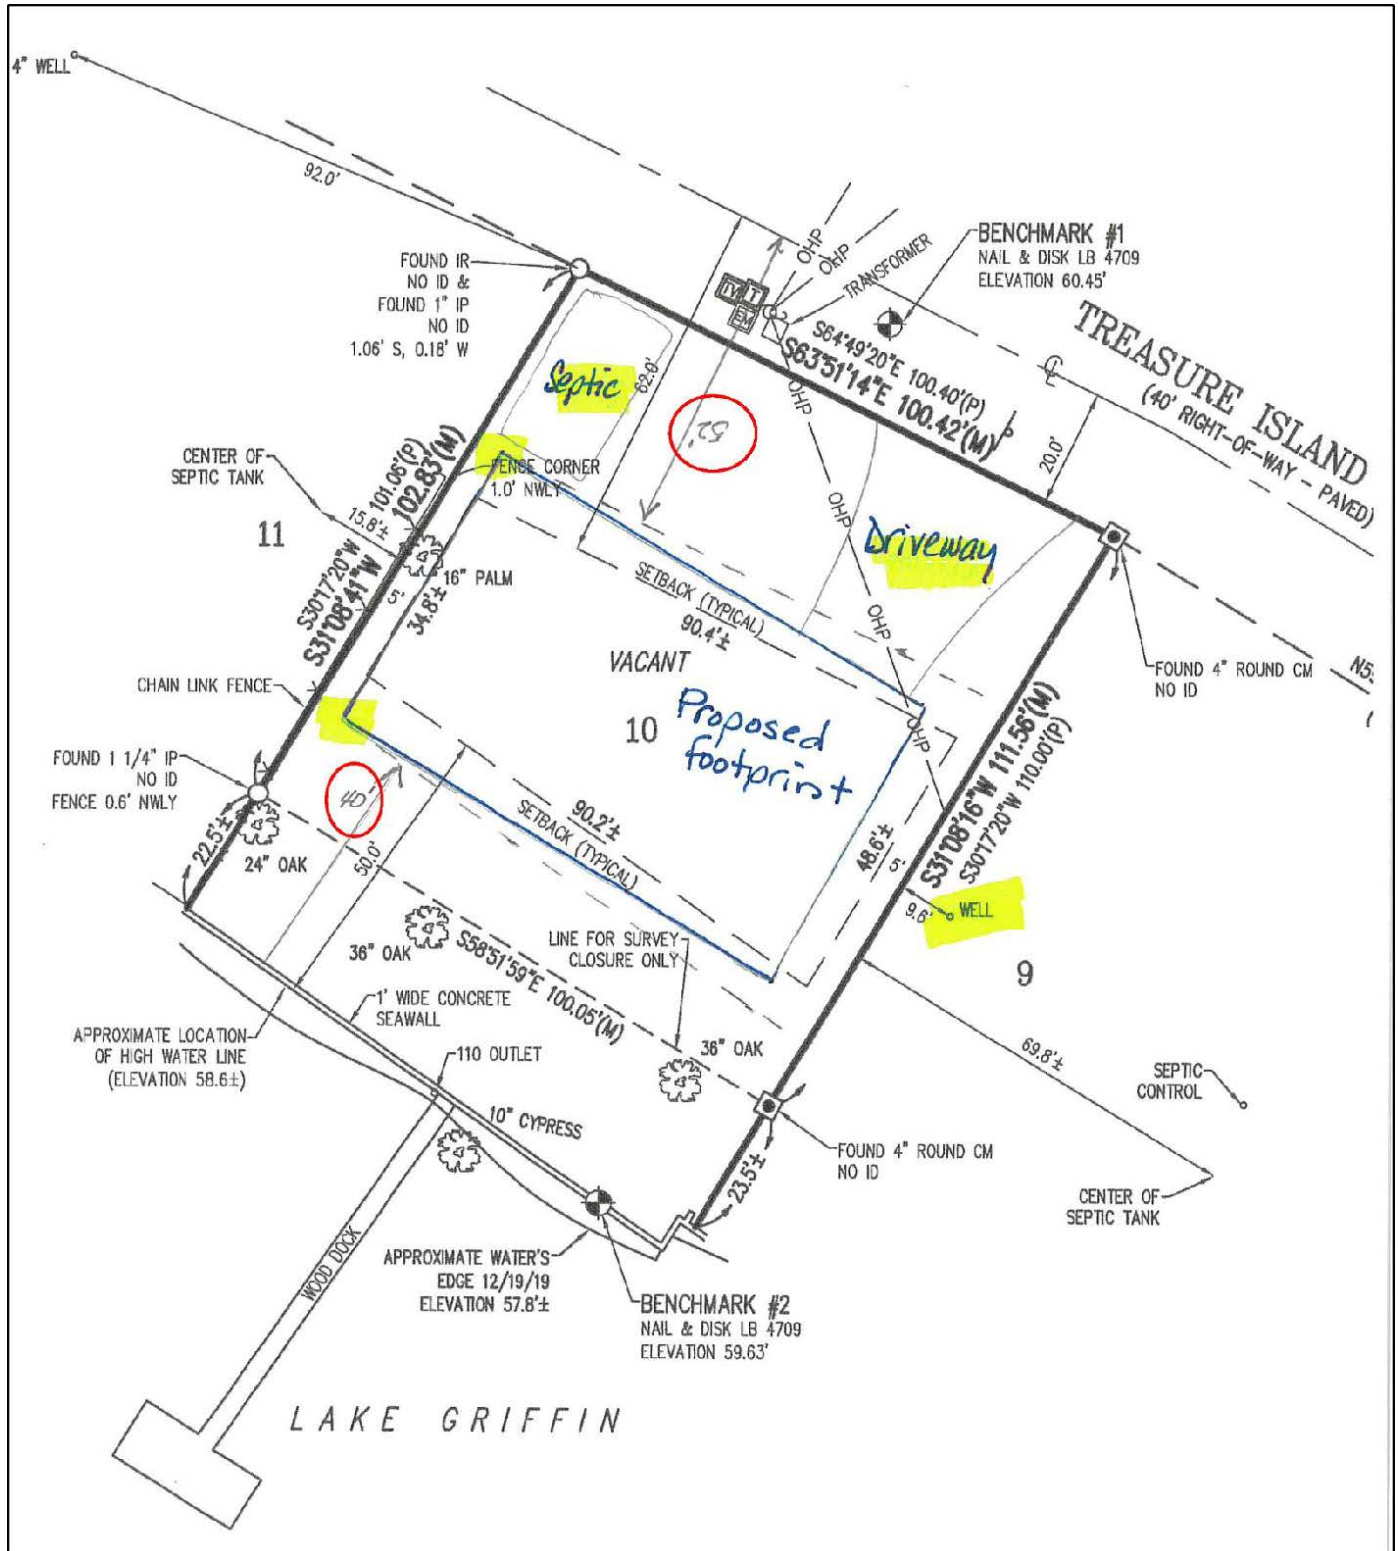 4" WELL
92.0'
FOUND IR
NO ID &
FOUND 1" IP
NO ID
1.06' S, 0.18' W
OHP
OHP
TRANSFORMER
TV
T
EM
BENCHMARK #1
NAIL & DISK LB 4709
ELEVATION 60.45'
TREASURE ISLAND
(40' RIGHT-OF-WAY - PAVED)
S64°49'20"E 100.40'(P)
S63°51'14"E 100.42'(M)
20.0'
Septic
62.0'
52'
OHP
OHP
OHP
OHP
FENCE CORNER
1.0' NWLY
CENTER OF
SEPTIC TANK
15.8'±
101.06'(P)
102.83'(M)
11
S30°17'20"W
S31°08'41"W
5'
16" PALM
34.8'±
Driveway
SETBACK (TYPICAL)
90.4'±
VACANT
10
Proposed
footprint
CHAIN LINK FENCE
FOUND 4" ROUND CM
NO ID
FOUND 1 1/4" IP
NO ID
FENCE 0.6' NWLY
40'
50.0'
22.5'±
24" OAK
90.2'±
SETBACK (TYPICAL)
48.6'±
5'
S31°08'16"W 111.56'(M)
S30°17'20"W 110.00'(P)
9.6'
WELL
9
36" OAK
S58°51'59"E 100.05'(M)
LINE FOR SURVEY
CLOSURE ONLY
1' WIDE CONCRETE
SEAWALL
APPROXIMATE LOCATION
OF HIGH WATER LINE
(ELEVATION 58.6±)
110 OUTLET
36" OAK
69.8'±
SEPTIC
CONTROL
10" CYPRESS
FOUND 4" ROUND CM
NO ID
23.5'±
CENTER OF
SEPTIC TANK
WOOD DOCK
APPROXIMATE WATER'S
EDGE 12/19/19
ELEVATION 57.8'±
BENCHMARK #2
NAIL & DISK LB 4709
ELEVATION 59.63'
LAKE GRIFFIN